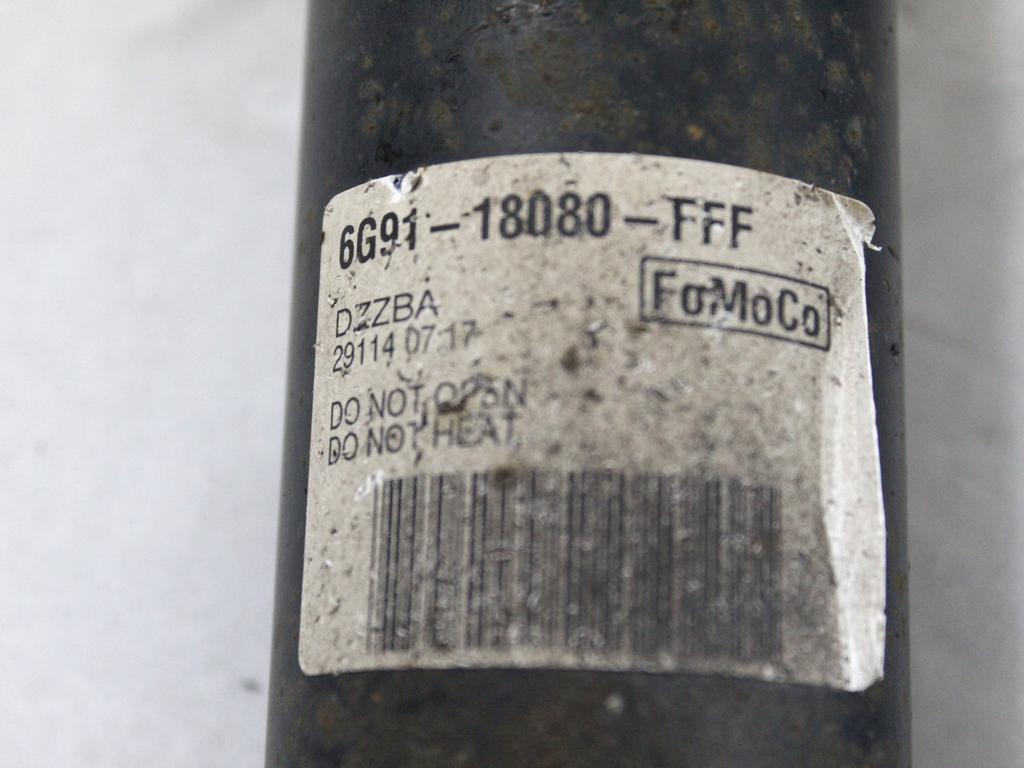 6G91-18080-FFF
FoMoCo
DZZBA
29114 07:17
DO NOT OPEN
DO NOT HEAT